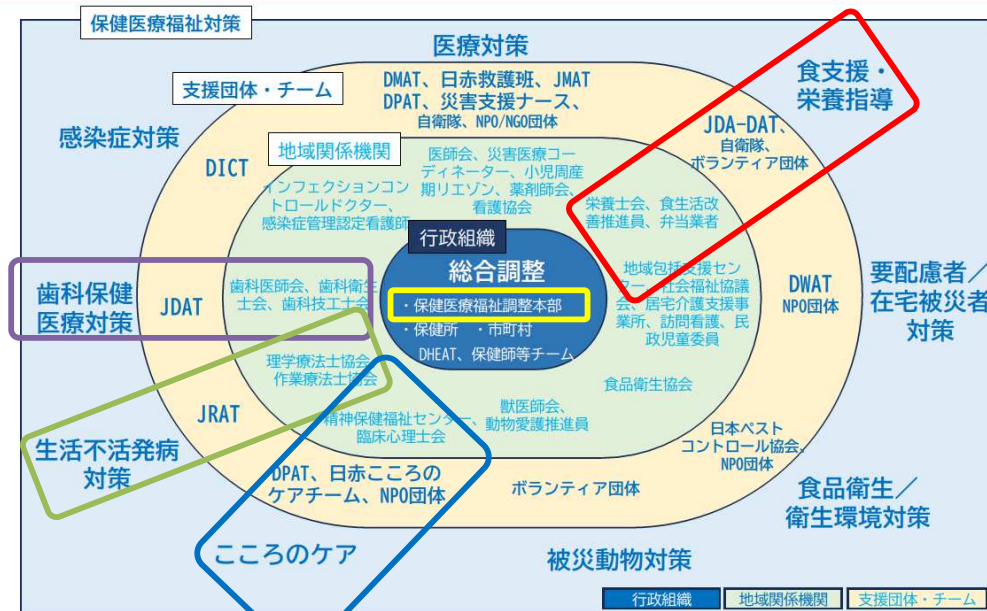 保健医療福祉対策
医療対策
支援団体・チーム
DMAT、日赤救護班、JMAT
DPAT、災害支援ナース、
自衛隊、NPO/NGO団体
食支援・
栄養指導
JDA-DAT、
自衛隊、
ボランティア団体
感染症対策
DICT
地域関係機関
インフェクションコン
トロールドクター、
感染症管理認定看護師
医師会、災害医療コー
ディネーター、小児周産
期リエゾン、薬剤師会、
看護協会
栄養士会、食生活改
善推進員、弁当業者
行政組織
総合調整
・保健医療福祉調整本部
・保健所 ・市町村
DHEAT、保健師等チーム
歯科保健
医療対策
JDAT
歯科医師会、歯科衛生
士会、歯科技工士会
地域包括支援セン
ター、社会福祉協議
会、居宅介護支援事
業所、訪問看護、民
政児童委員
DWAT
NPO団体
要配慮者／
在宅被災者
対策
理学療法士協会
作業療法士協会
JRAT
生活不活発病
対策
精神保健福祉センター、
臨床心理士会
獣医師会、
動物愛護推進員
食品衛生協会
日本ペスト
コントロール協会、
NPO団体
DPAT、日赤こころの
ケアチーム、NPO団体
ボランティア団体
食品衛生／
衛生環境対策
こころのケア
被災動物対策
行政組織
地域関係機関
支援団体・チーム